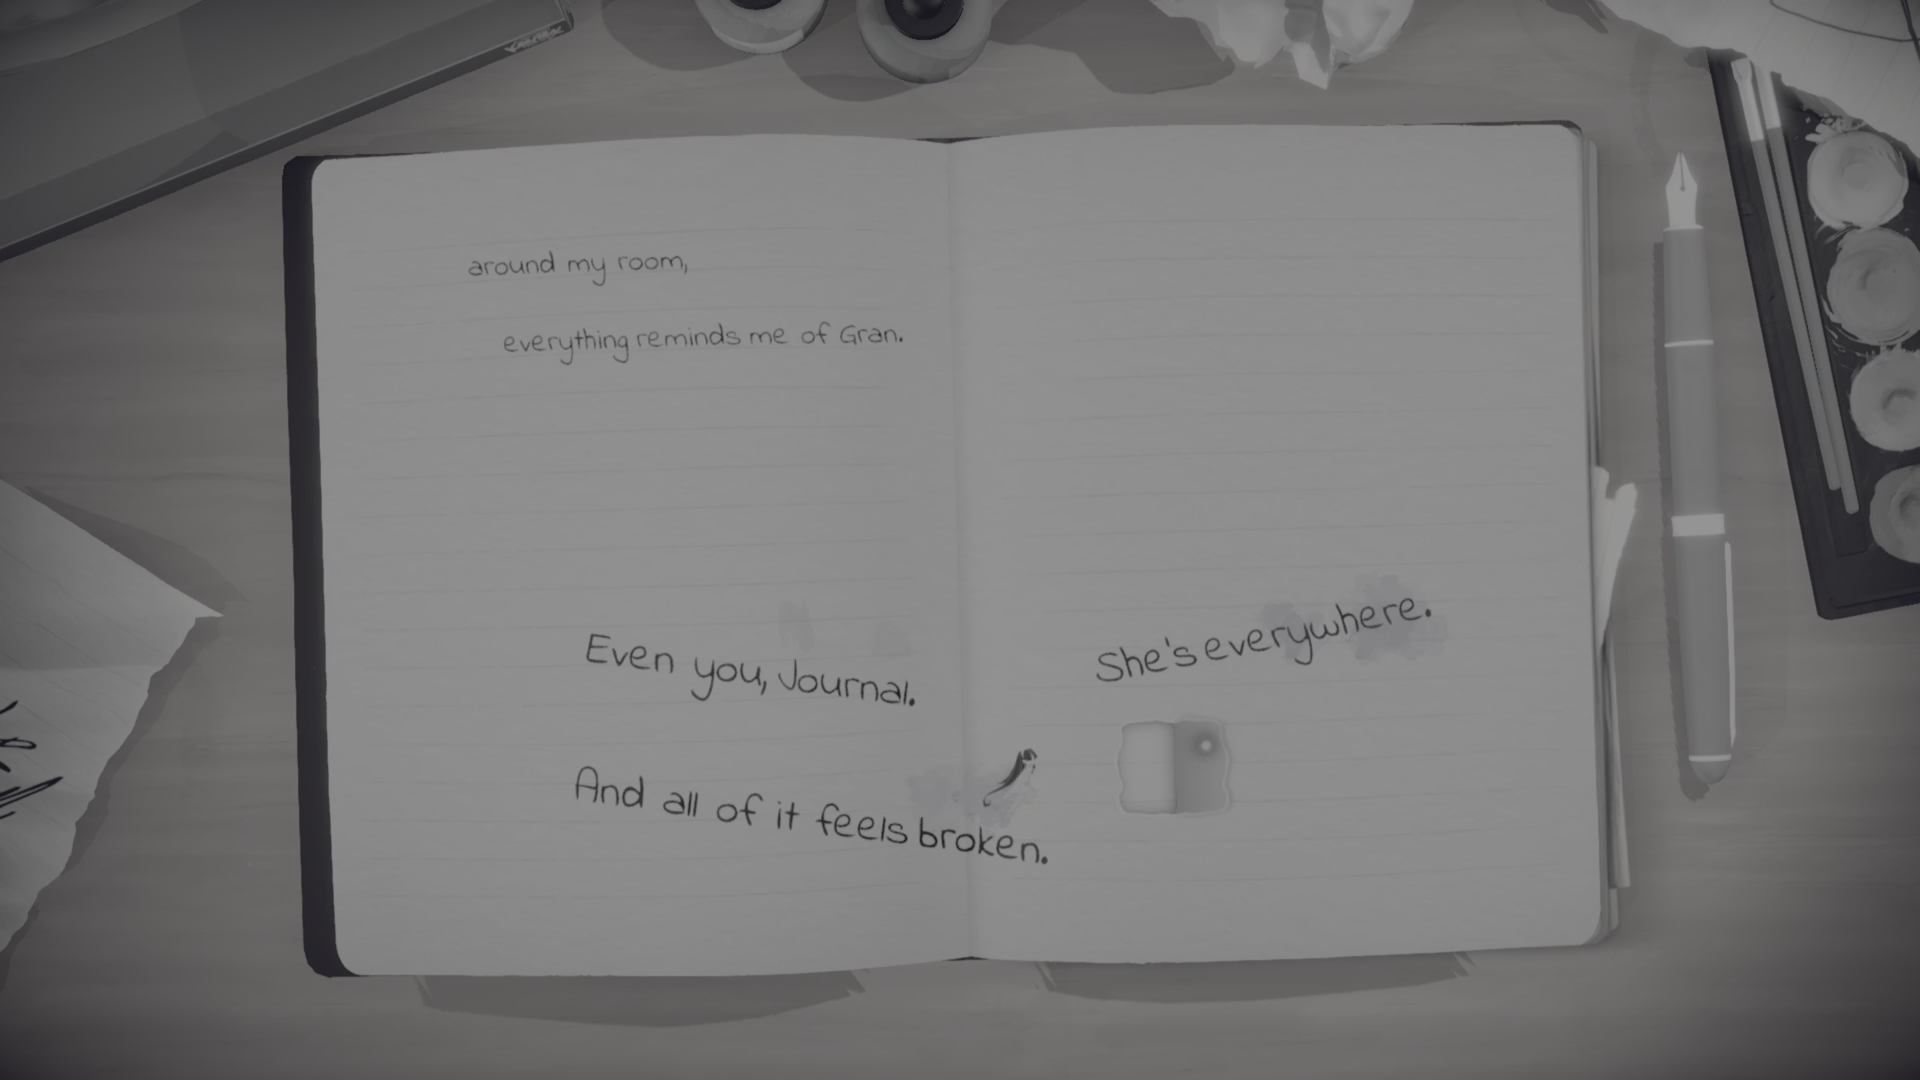 around my room,
everything reminds me of Gran.
Even you, Journal.
She's everywhere.
And all of it feels broken.